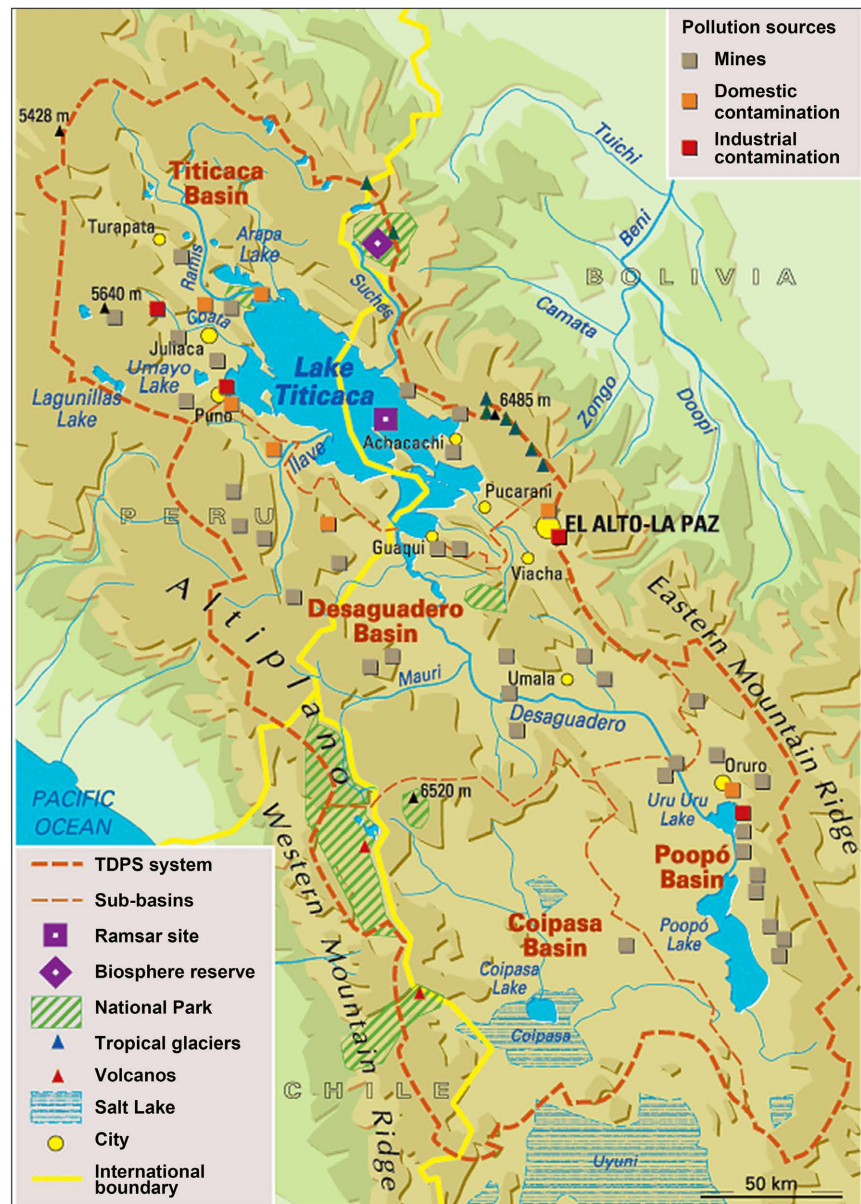 Pollution sources
Mines
Domestic
contamination
Industrial
contamination
5428 m
Tuichi
Titicaca
Basin
Beni
Turapata
Ramis
Arapa
Lake
BOLIVIA
Suches
5640 m
Camata
Cpata
Juliaca
Umayo
Lake
Lake
Titicaca
Lagunillas
Lake
Puno
6485 m
Zongo
Doopi
Achacachi
Ilave
Pucarani
PERU
EL ALTO-LA PAZ
Guaqui
Viacha
Altiplano
Desaguadero
Basin
Eastern Mountain Ridge
Mauri
Umala
Desaguadero
Oruro
PACIFIC
OCEAN
6520 m
Uru Uru
Lake
Western Mountain Ridge
Poopó
Basin
Coipasa
Basin
Poopó
Lake
Coipasa
Lake
Coipasa
CHILE
Uyuni
50 km
TDPS system
Sub-basins
Ramsar site
Biosphere reserve
National Park
Tropical glaciers
Volcanos
Salt Lake
City
International
boundary